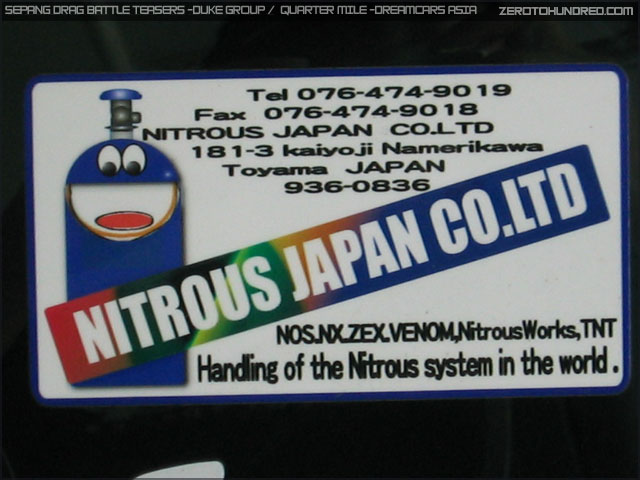 SEPANG DRAG BATTLE TEASERS -DUKE GROUP / QUARTER MILE -DREAMCARS ASIA
ZEROTOHUNDRED.COM
Tel 076-474-9019
Fax 076-474-9018
NITROUS JAPAN CO.LTD
181-3 kaiyoji Namerikawa
Toyama JAPAN
936-0836
NITROUS JAPAN CO.LTD
NOS.NX.ZEX.VENOM,NitrousWorks,TNT
Handling of the Nitrous system in the world .